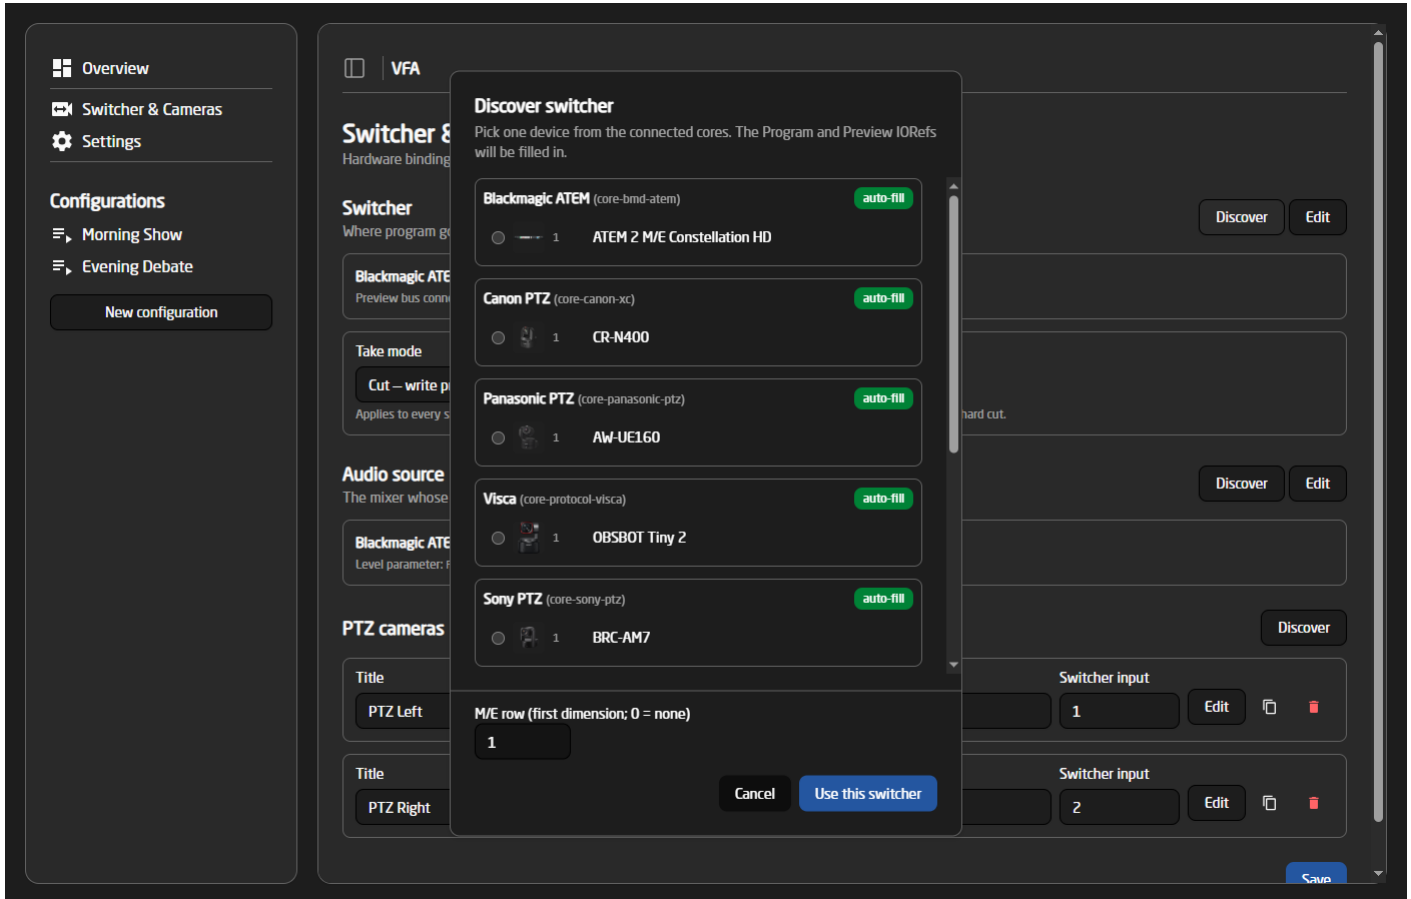 Overview
Switcher & Cameras
Settings
Configurations
Morning Show
Evening Debate
New configuration
VFA
Switcher &
Hardware binding
Switcher
Where program g
Discover
Edit
Blackmagic ATE
Preview bus conn
Take mode
Cut – write p
Applies to every s
hard cut.
Audio source
The mixer whose
Discover
Edit
Blackmagic ATE
Level parameter:
PTZ cameras
Discover
Title
PTZ Left
Switcher input
1
Edit
Title
PTZ Right
Switcher input
2
Edit
Save
Discover switcher
Pick one device from the connected cores. The Program and Preview IORefs
will be filled in.
Blackmagic ATEM (core-bmd-atem) auto-fill
1 ATEM 2 M/E Constellation HD
Canon PTZ (core-canon-xc) auto-fill
1 CR-N400
Panasonic PTZ (core-panasonic-ptz) auto-fill
1 AW-UE160
Visca (core-protocol-visca) auto-fill
1 OBSBOT Tiny 2
Sony PTZ (core-sony-ptz) auto-fill
1 BRC-AM7
M/E row (first dimension; 0 = none)
1
Cancel
Use this switcher